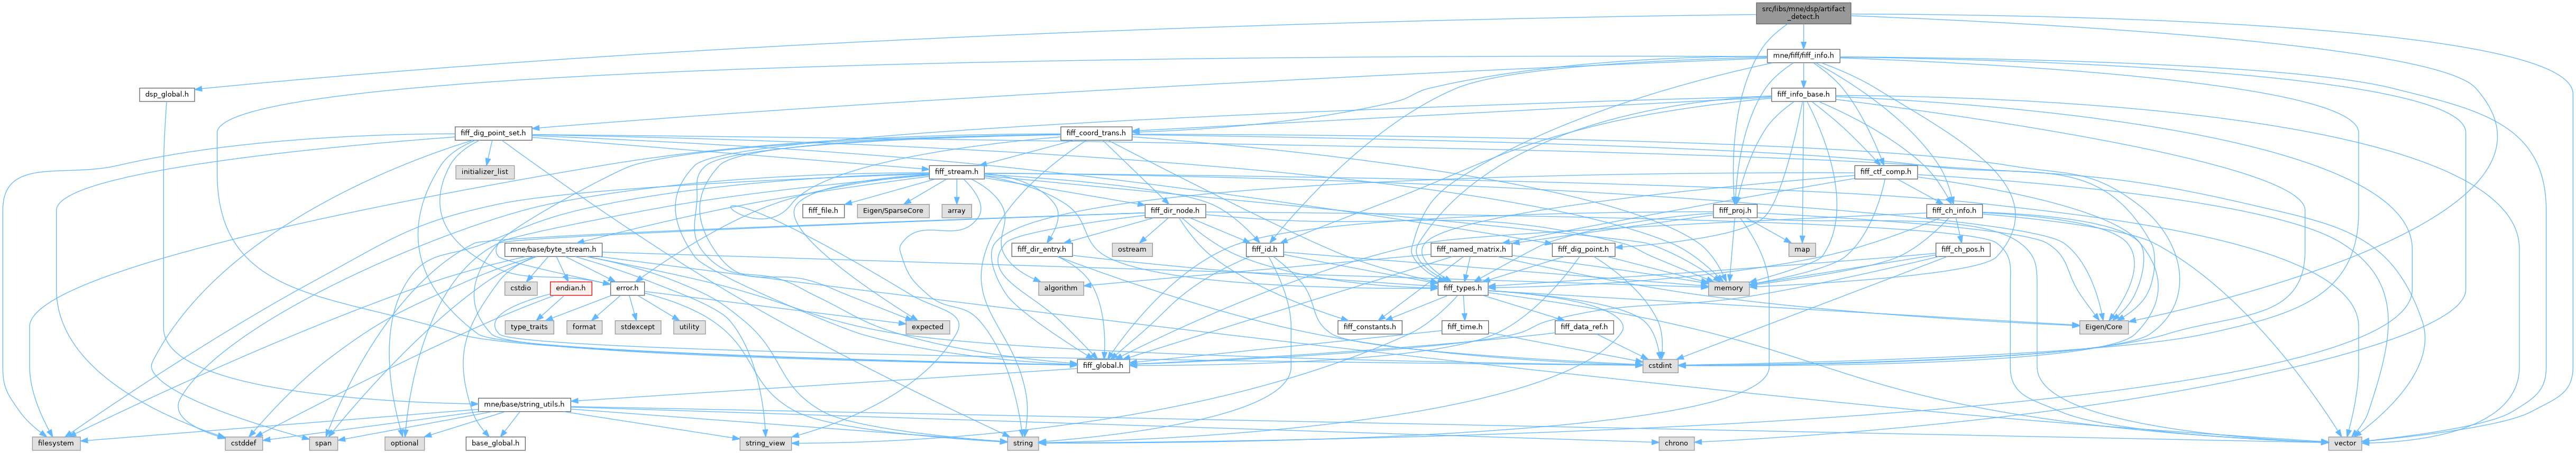 src/libs/mne/dsp/artifact
_detect.h
mne/fiff/fiff_info.h
dsp_global.h
fiff_info_base.h
fiff_dig_point_set.h
fiff_coord_trans.h
initializer_list
fiff_stream.h
fiff_ctf_comp.h
fiff_file.h
Eigen/SparseCore
array
fiff_dir_node.h
fiff_proj.h
fiff_ch_info.h
mne/base/byte_stream.h
fiff_dir_entry.h
ostream
fiff_id.h
fiff_named_matrix.h
fiff_dig_point.h
map
fiff_ch_pos.h
cstdio
endian.h
error.h
algorithm
fiff_types.h
memory
type_traits
format
stdexcept
utility
expected
fiff_constants.h
fiff_time.h
fiff_data_ref.h
Eigen/Core
fiff_global.h
cstdint
mne/base/string_utils.h
filesystem
cstddef
span
optional
base_global.h
string_view
chrono
string
vector